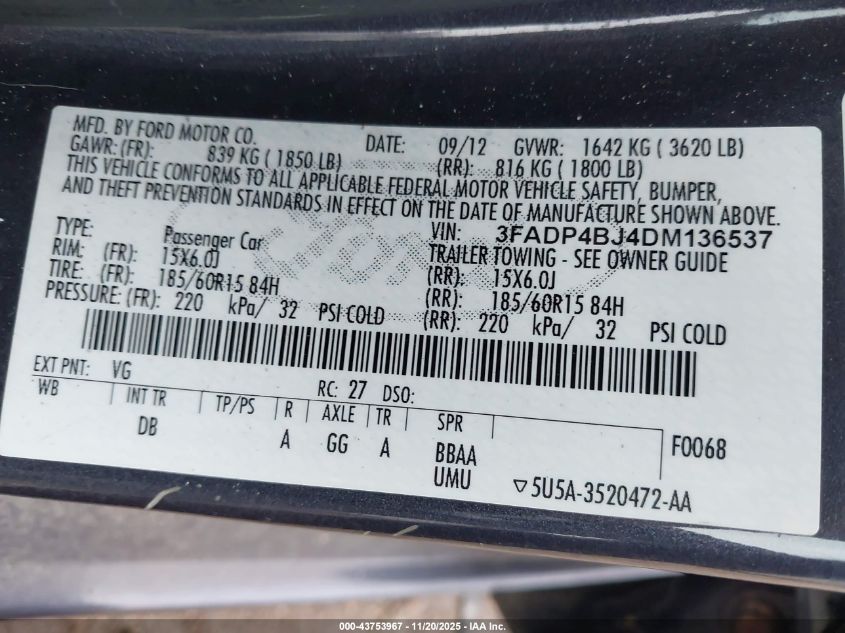 MFD. BY FORD MOTOR CO. DATE: 09/12 GVWR: 1642 KG ( 3620 LB)
GAWR: (FR): 839 KG ( 1850 LB) (RR): 816 KG ( 1800 LB)
THIS VEHICLE CONFORMS TO ALL APPLICABLE FEDERAL MOTOR VEHICLE SAFETY, BUMPER,
AND THEFT PREVENTION STANDARDS IN EFFECT ON THE DATE OF MANUFACTURE SHOWN ABOVE.
VIN: 3FADP4BJ4DM136537
TYPE: Passenger Car TRAILER TOWING - SEE OWNER GUIDE
RIM: (FR): 15X6.0J (RR): 15X6.0J
TIRE: (FR): 185/60R15 84H (RR): 185/60R15 84H
PRESSURE: (FR): 220 kPa/ 32 PSI COLD (RR): 220 kPa/ 32 PSI COLD
EXT PNT: VG RC: 27 DSO:
WB INT TR TP/PS R AXLE TR SPR
DB A GG A BBAA F0068
UMU
5U5A-3520472-AA
000-43753967 - 11/20/2025 - IAA Inc.